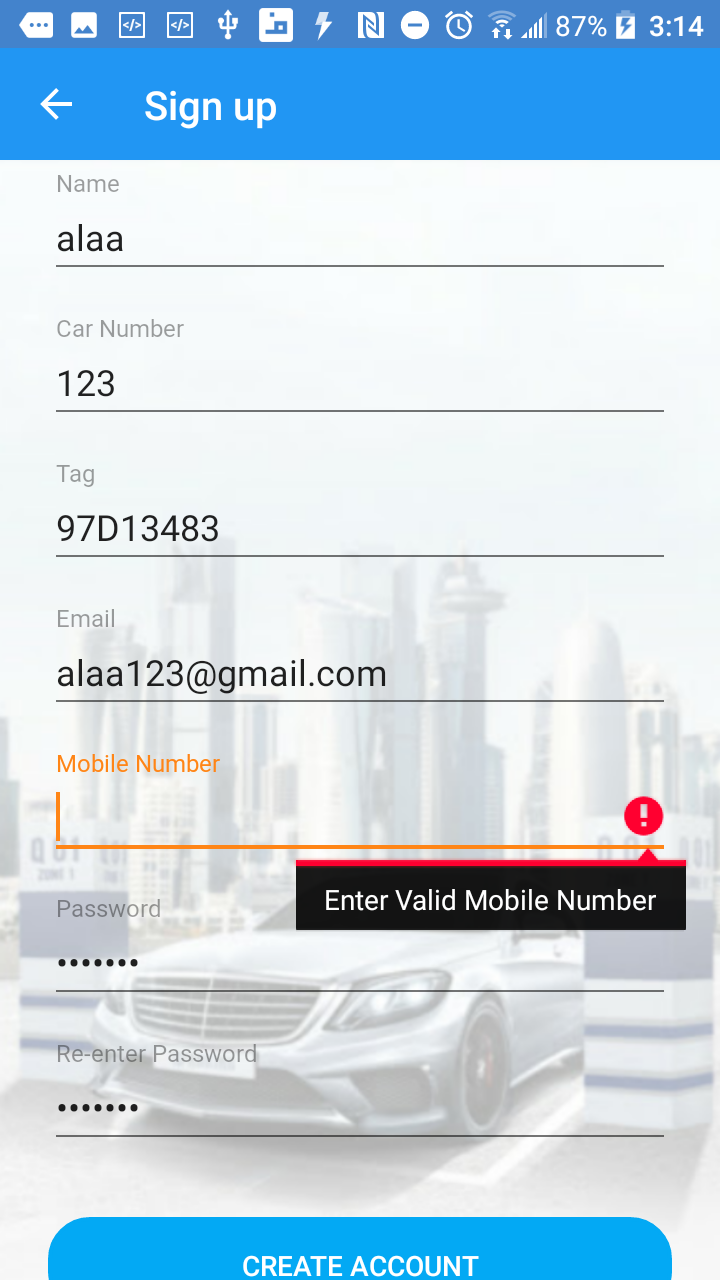 87% 3:14
Sign up
Name
alaa
Car Number
123
Tag
97D13483
Email
alaa123@gmail.com
Mobile Number
Enter Valid Mobile Number
Password
•••••••
Re-enter Password
•••••••
CREATE ACCOUNT